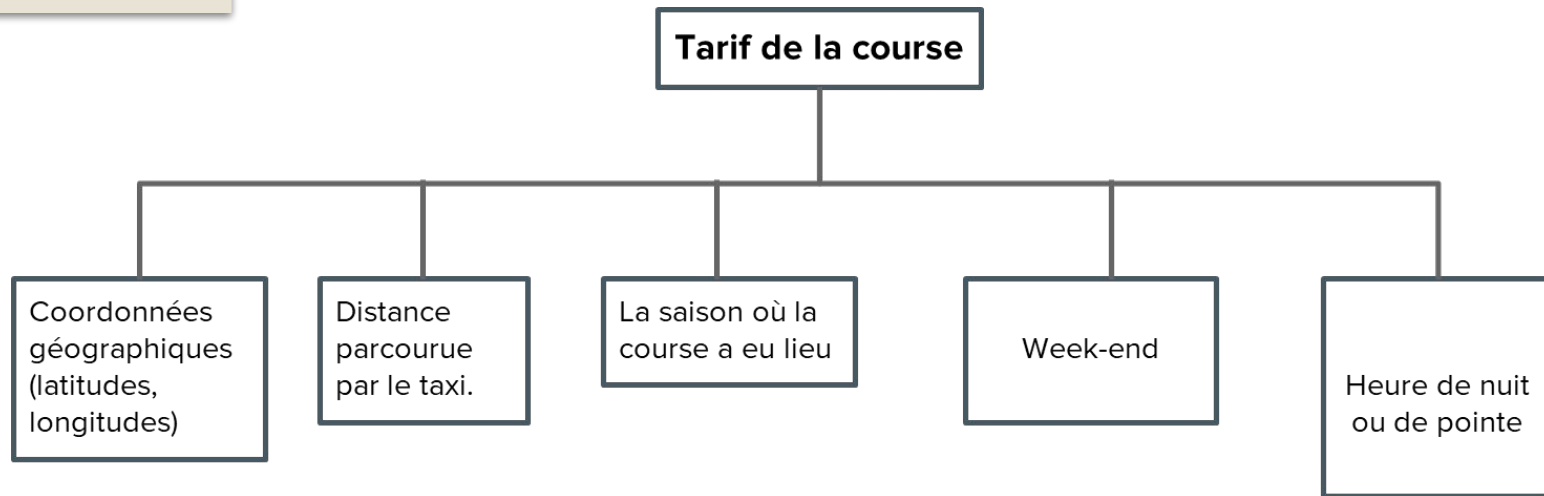 Tarif de la course
Coordonnées
géographiques
(latitudes,
longitudes)
Distance
parcourue
par le taxi.
La saison où la
course a eu lieu
Week-end
Heure de nuit
ou de pointe